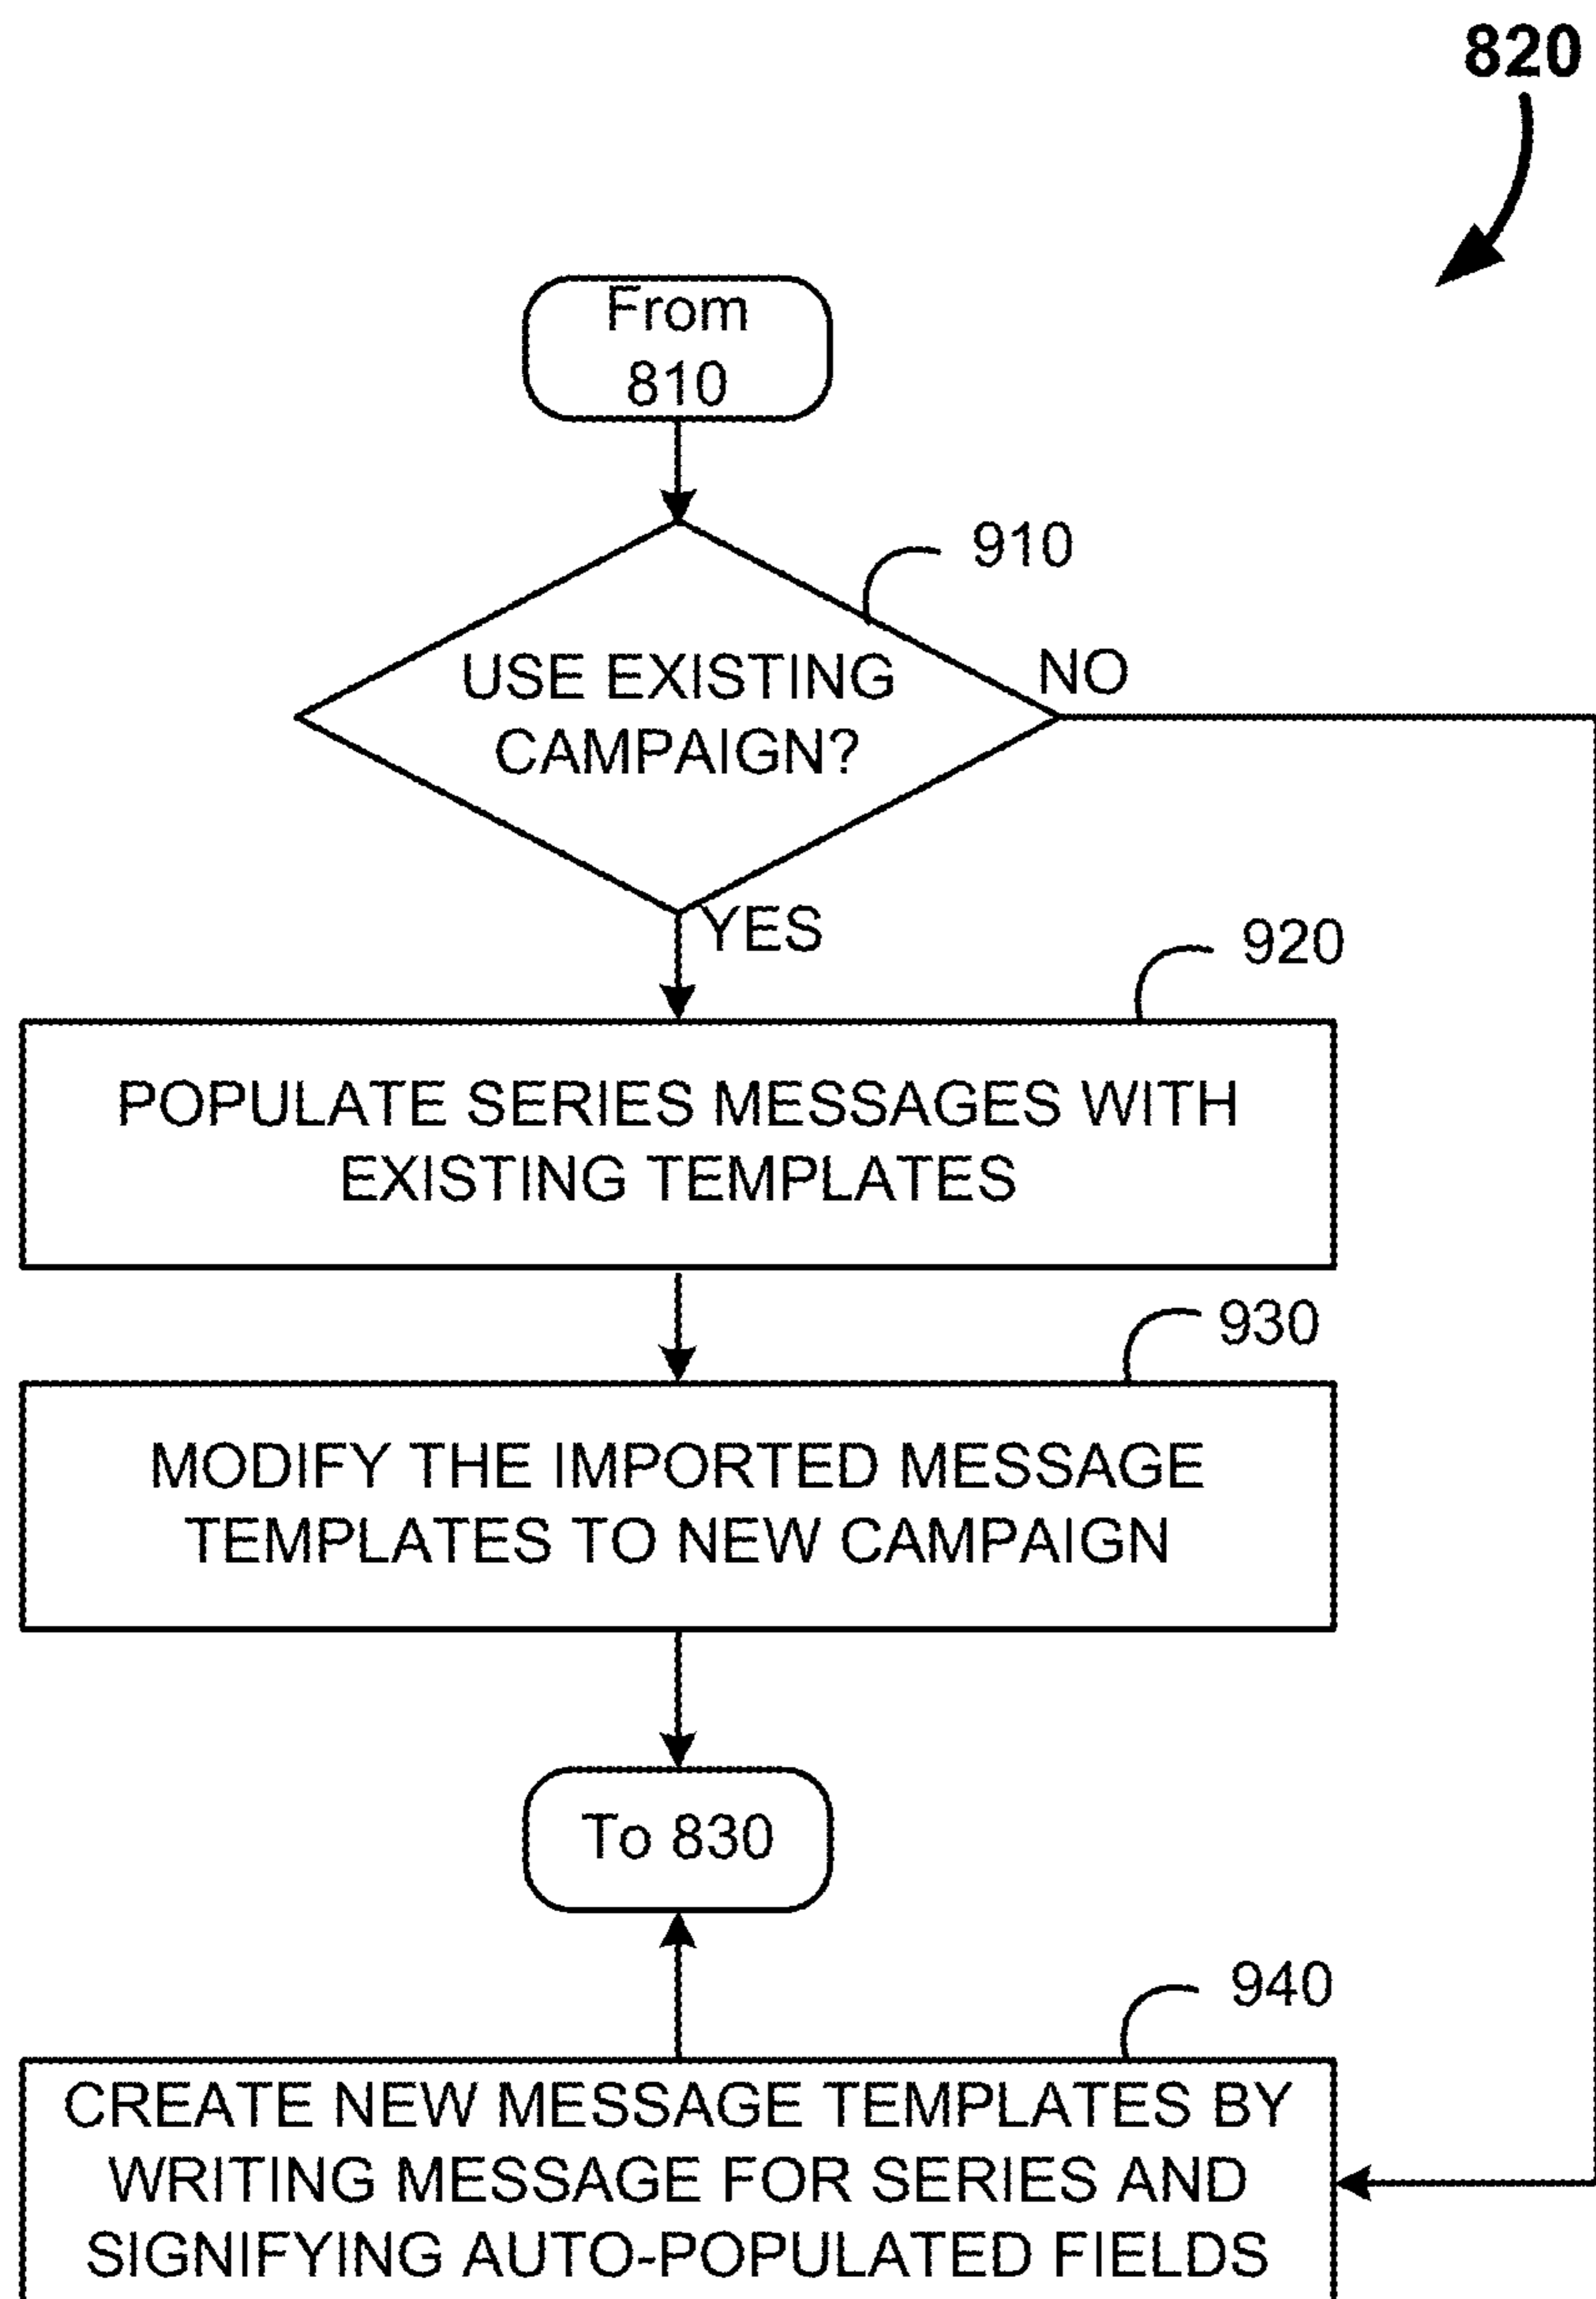 820
From
810
910
USE EXISTING
CAMPAIGN?
NO
YES
920
POPULATE SERIES MESSAGES WITH
EXISTING TEMPLATES
930
MODIFY THE IMPORTED MESSAGE
TEMPLATES TO NEW CAMPAIGN
To 830
940
CREATE NEW MESSAGE TEMPLATES BY
WRITING MESSAGE FOR SERIES AND
SIGNIFYING AUTO-POPULATED FIELDS